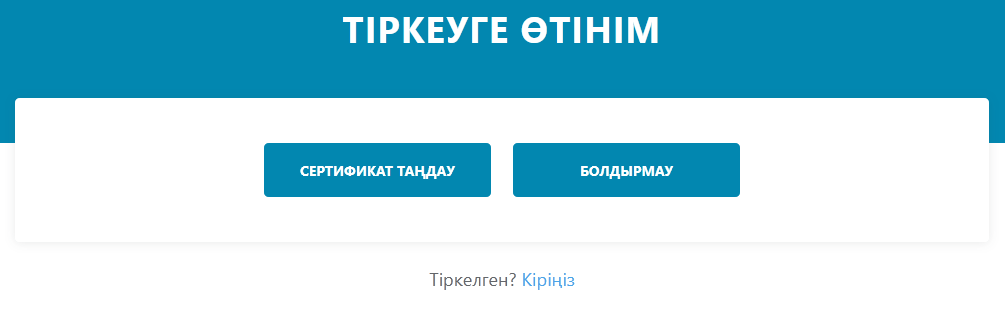 ТІРКЕУГЕ ӨТІНІМ
СЕРТИФИКАТ ТАҢДАУ
БОЛДЫРМАУ
Тіркелген? Кіріңіз